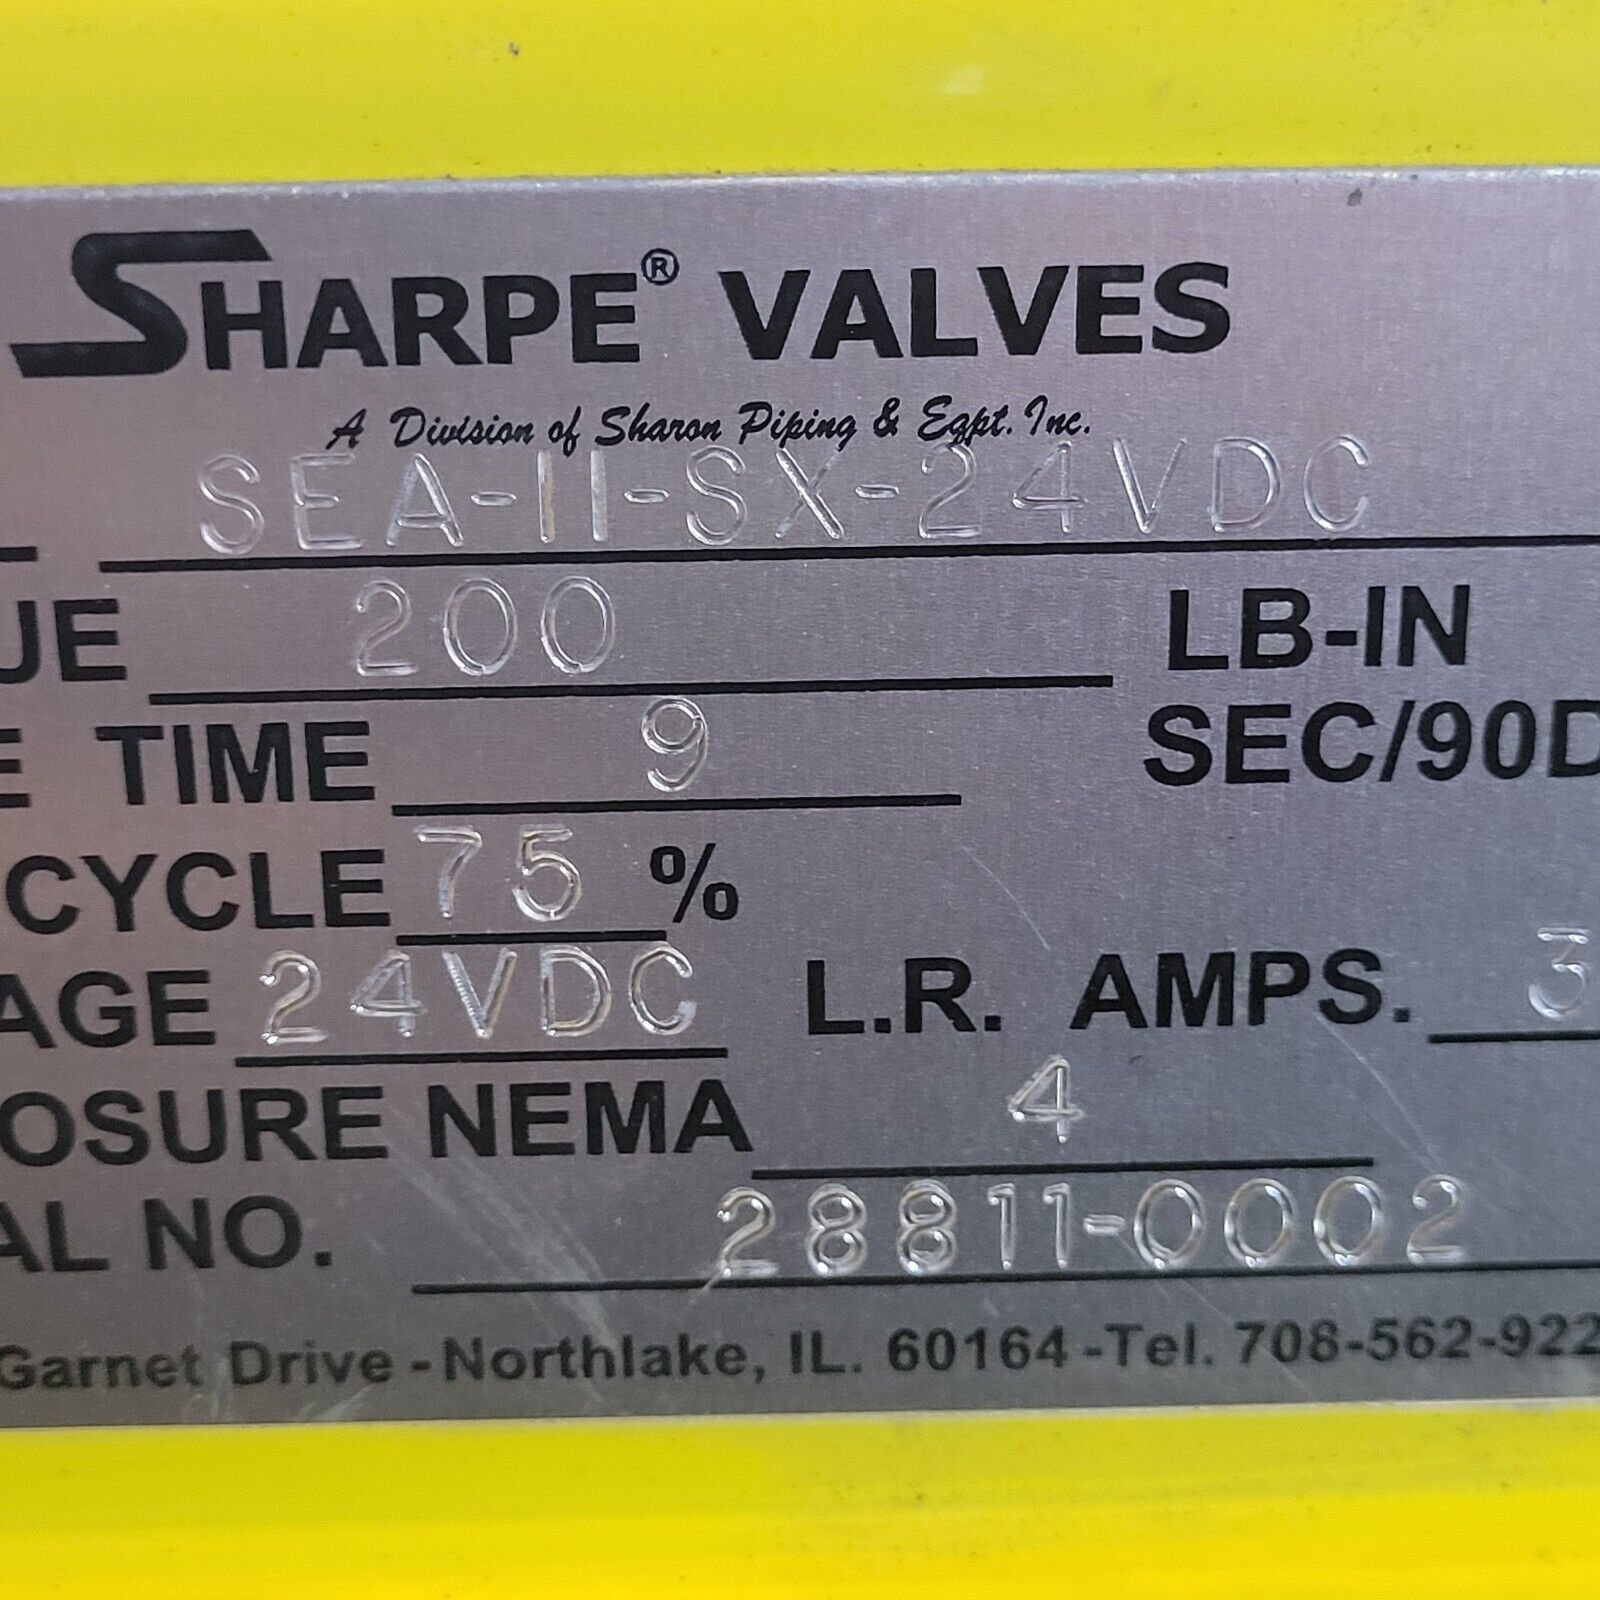 SHARPE® VALVES
A Division of Sharon Piping & Eqpt. Inc.
SEA-11-SX-24VDC
UE 200 LB-IN
E TIME 9 SEC/90D
CYCLE 75 %
AGE 24VDC L.R. AMPS. 3
OSURE NEMA 4
AL NO. 28811-0002
Garnet Drive - Northlake, IL. 60164 - Tel. 708-562-922